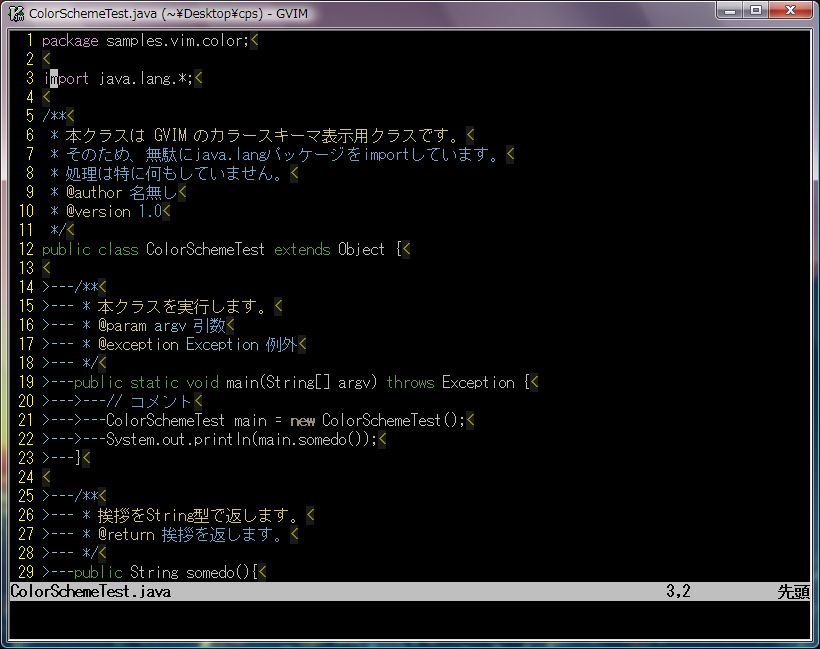 ColorSchemeTest.java (~¥Desktop¥cps) - GVIM
1 package samples.vim.color;<
2 <
3 import java.lang.*;<
4 <
5 /**<
6  * 本クラスは GVIM のカラースキーマ表示用クラスです。<
7  * そのため、無駄にjava.langパッケージをimportしています。<
8  * 処理は特に何もしていません。<
9  * @author 名無し<
10  * @version 1.0<
11  */<
12 public class ColorSchemeTest extends Object {<
13 <
14 >---/**<
15 >--- * 本クラスを実行します。<
16 >--- * @param argv 引数<
17 >--- * @exception Exception 例外<
18 >--- */<
19 >---public static void main(String[] argv) throws Exception {<
20 >--->---// コメント<
21 >--->---ColorSchemeTest main = new ColorSchemeTest();<
22 >--->---System.out.println(main.somedo());<
23 >---}<
24 <
25 >---/**<
26 >--- * 挨拶をString型で返します。<
27 >--- * @return 挨拶を返します。<
28 >--- */<
29 >---public String somedo(){<
ColorSchemeTest.java 3,2 先頭